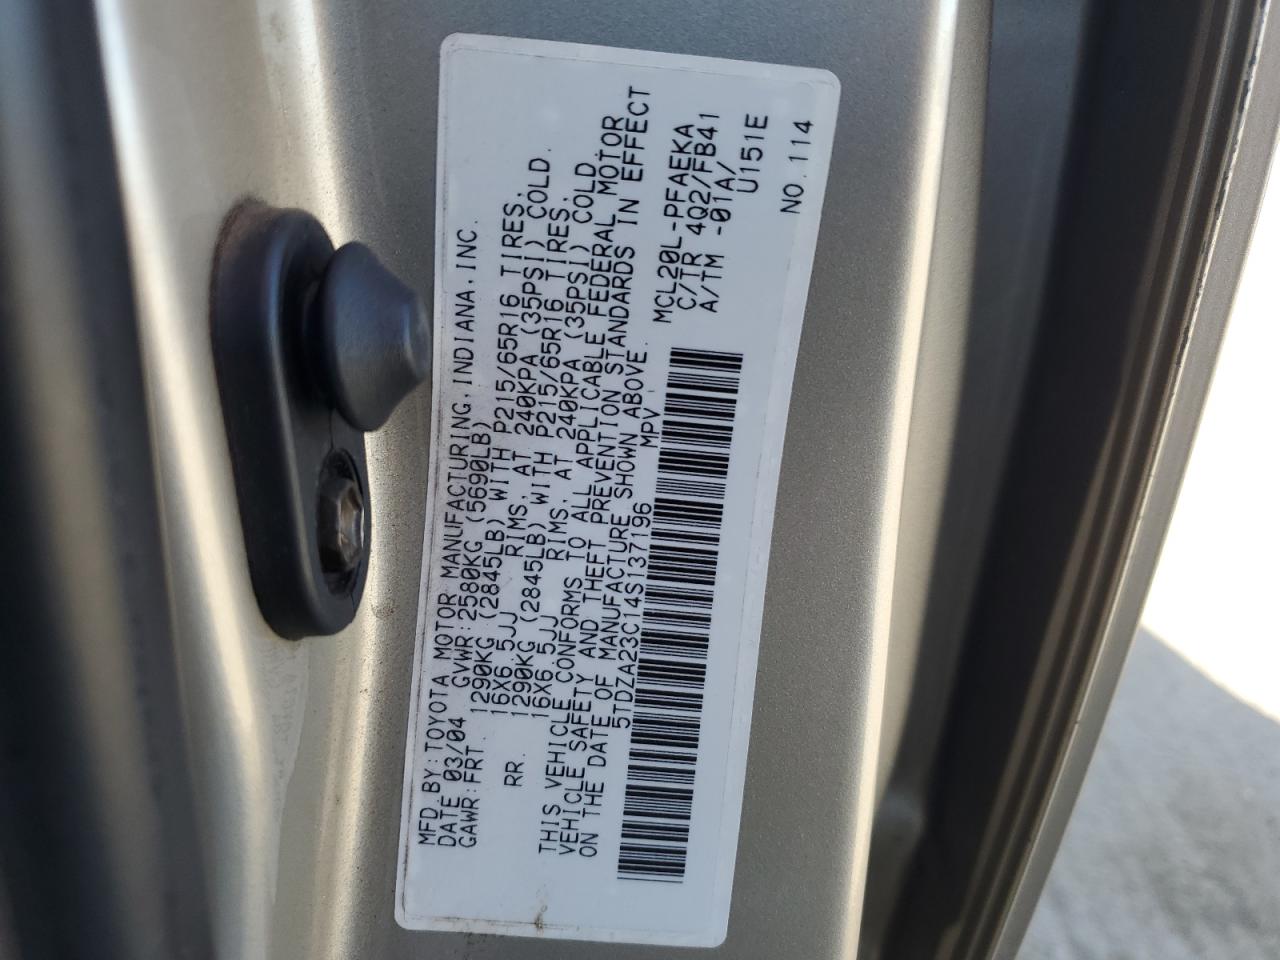 MFD.BY:TOYOTA MOTOR MANUFACTURING,INDIANA,INC.
DATE 03/04 GVWR:2580KG(5690LB)
GAWR:FRT. 1290KG (2845LB) WITH P215/65R16 TIRES,
16X6.5JJ RIMS, AT 240KPA (35PSI) COLD.
RR 1290KG (2845LB) WITH P215/65R16 TIRES.
16X6.5JJ RIMS, AT 240KPA (35PSI) COLD.
THIS VEHICLE CONFORMS TO ALL APPLICABLE FEDERAL MOTOR
VEHICLE SAFETY AND THEFT PREVENTION STANDARDS IN EFFECT
ON THE DATE OF MANUFACTURE SHOWN ABOVE.
5TDZA23C14S137196 MPV
MCL20L-PFAEKA
C/TR 4Q2/FB41
A/TM -01A/
U151E
NO.114